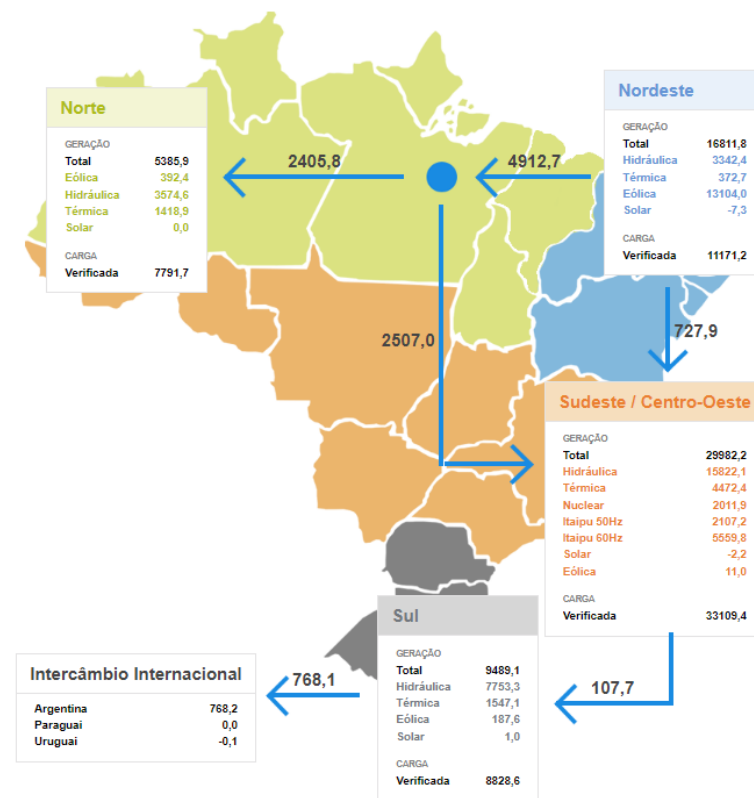 Norte
GERAÇÃO
Total 5385,9
Eólica 392,4
Hidráulica 3574,6
Térmica 1418,9
Solar 0,0
CARGA
Verificada 7791,7
2405,8
4912,7
Nordeste
GERAÇÃO
Total 16811,8
Hidráulica 3342,4
Térmica 372,7
Eólica 13104,0
Solar -7,3
CARGA
Verificada 11171,2
2507,0
727,9
Sudeste / Centro-Oeste
GERAÇÃO
Total 29982,2
Hidráulica 15822,1
Térmica 4472,4
Nuclear 2011,9
Itaipu 50Hz 2107,2
Itaipu 60Hz 5559,8
Solar -2,2
Eólica 11,0
CARGA
Verificada 33109,4
Sul
GERAÇÃO
Total 9489,1
Hidráulica 7753,3
Térmica 1547,1
Eólica 187,6
Solar 1,0
CARGA
Verificada 8828,6
107,7
768,1
Intercâmbio Internacional
Argentina 768,2
Paraguai 0,0
Uruguai -0,1